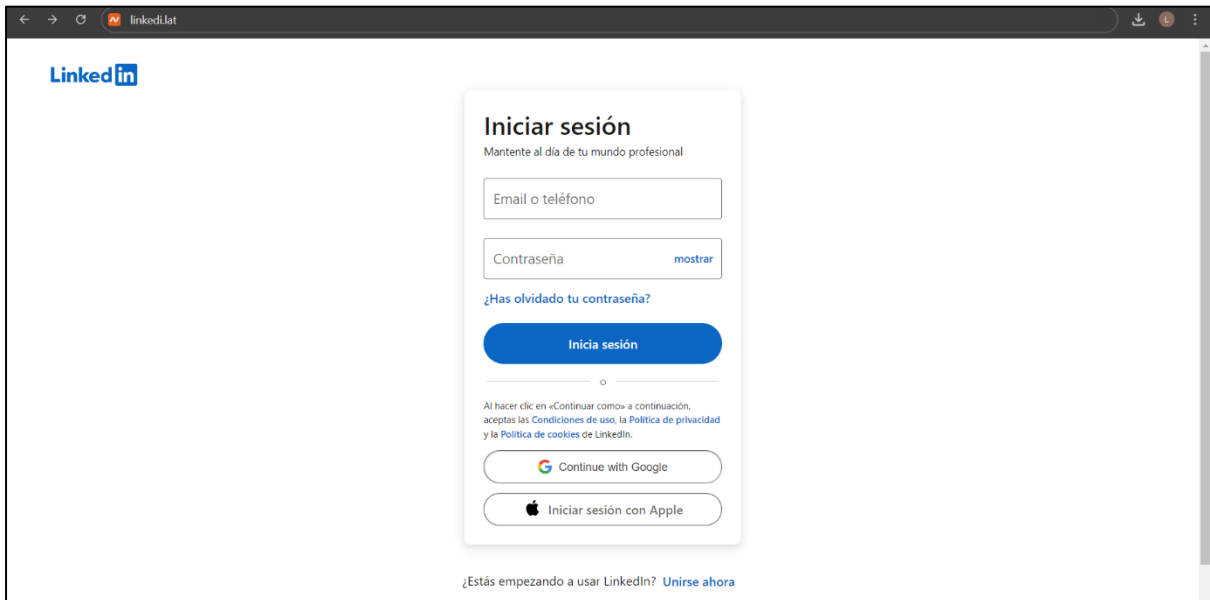 linkedi.lat
L
Linkedin
Iniciar sesión
Mantente al día de tu mundo profesional
Email o teléfono
Contraseña mostrar
¿Has olvidado tu contraseña?
Inicia sesión
o
Al hacer clic en «Continuar como» a continuación,
aceptas las Condiciones de uso, la Política de privacidad
y la Política de cookies de LinkedIn.
Continue with Google
Iniciar sesión con Apple
¿Estás empezando a usar LinkedIn? Unirse ahora